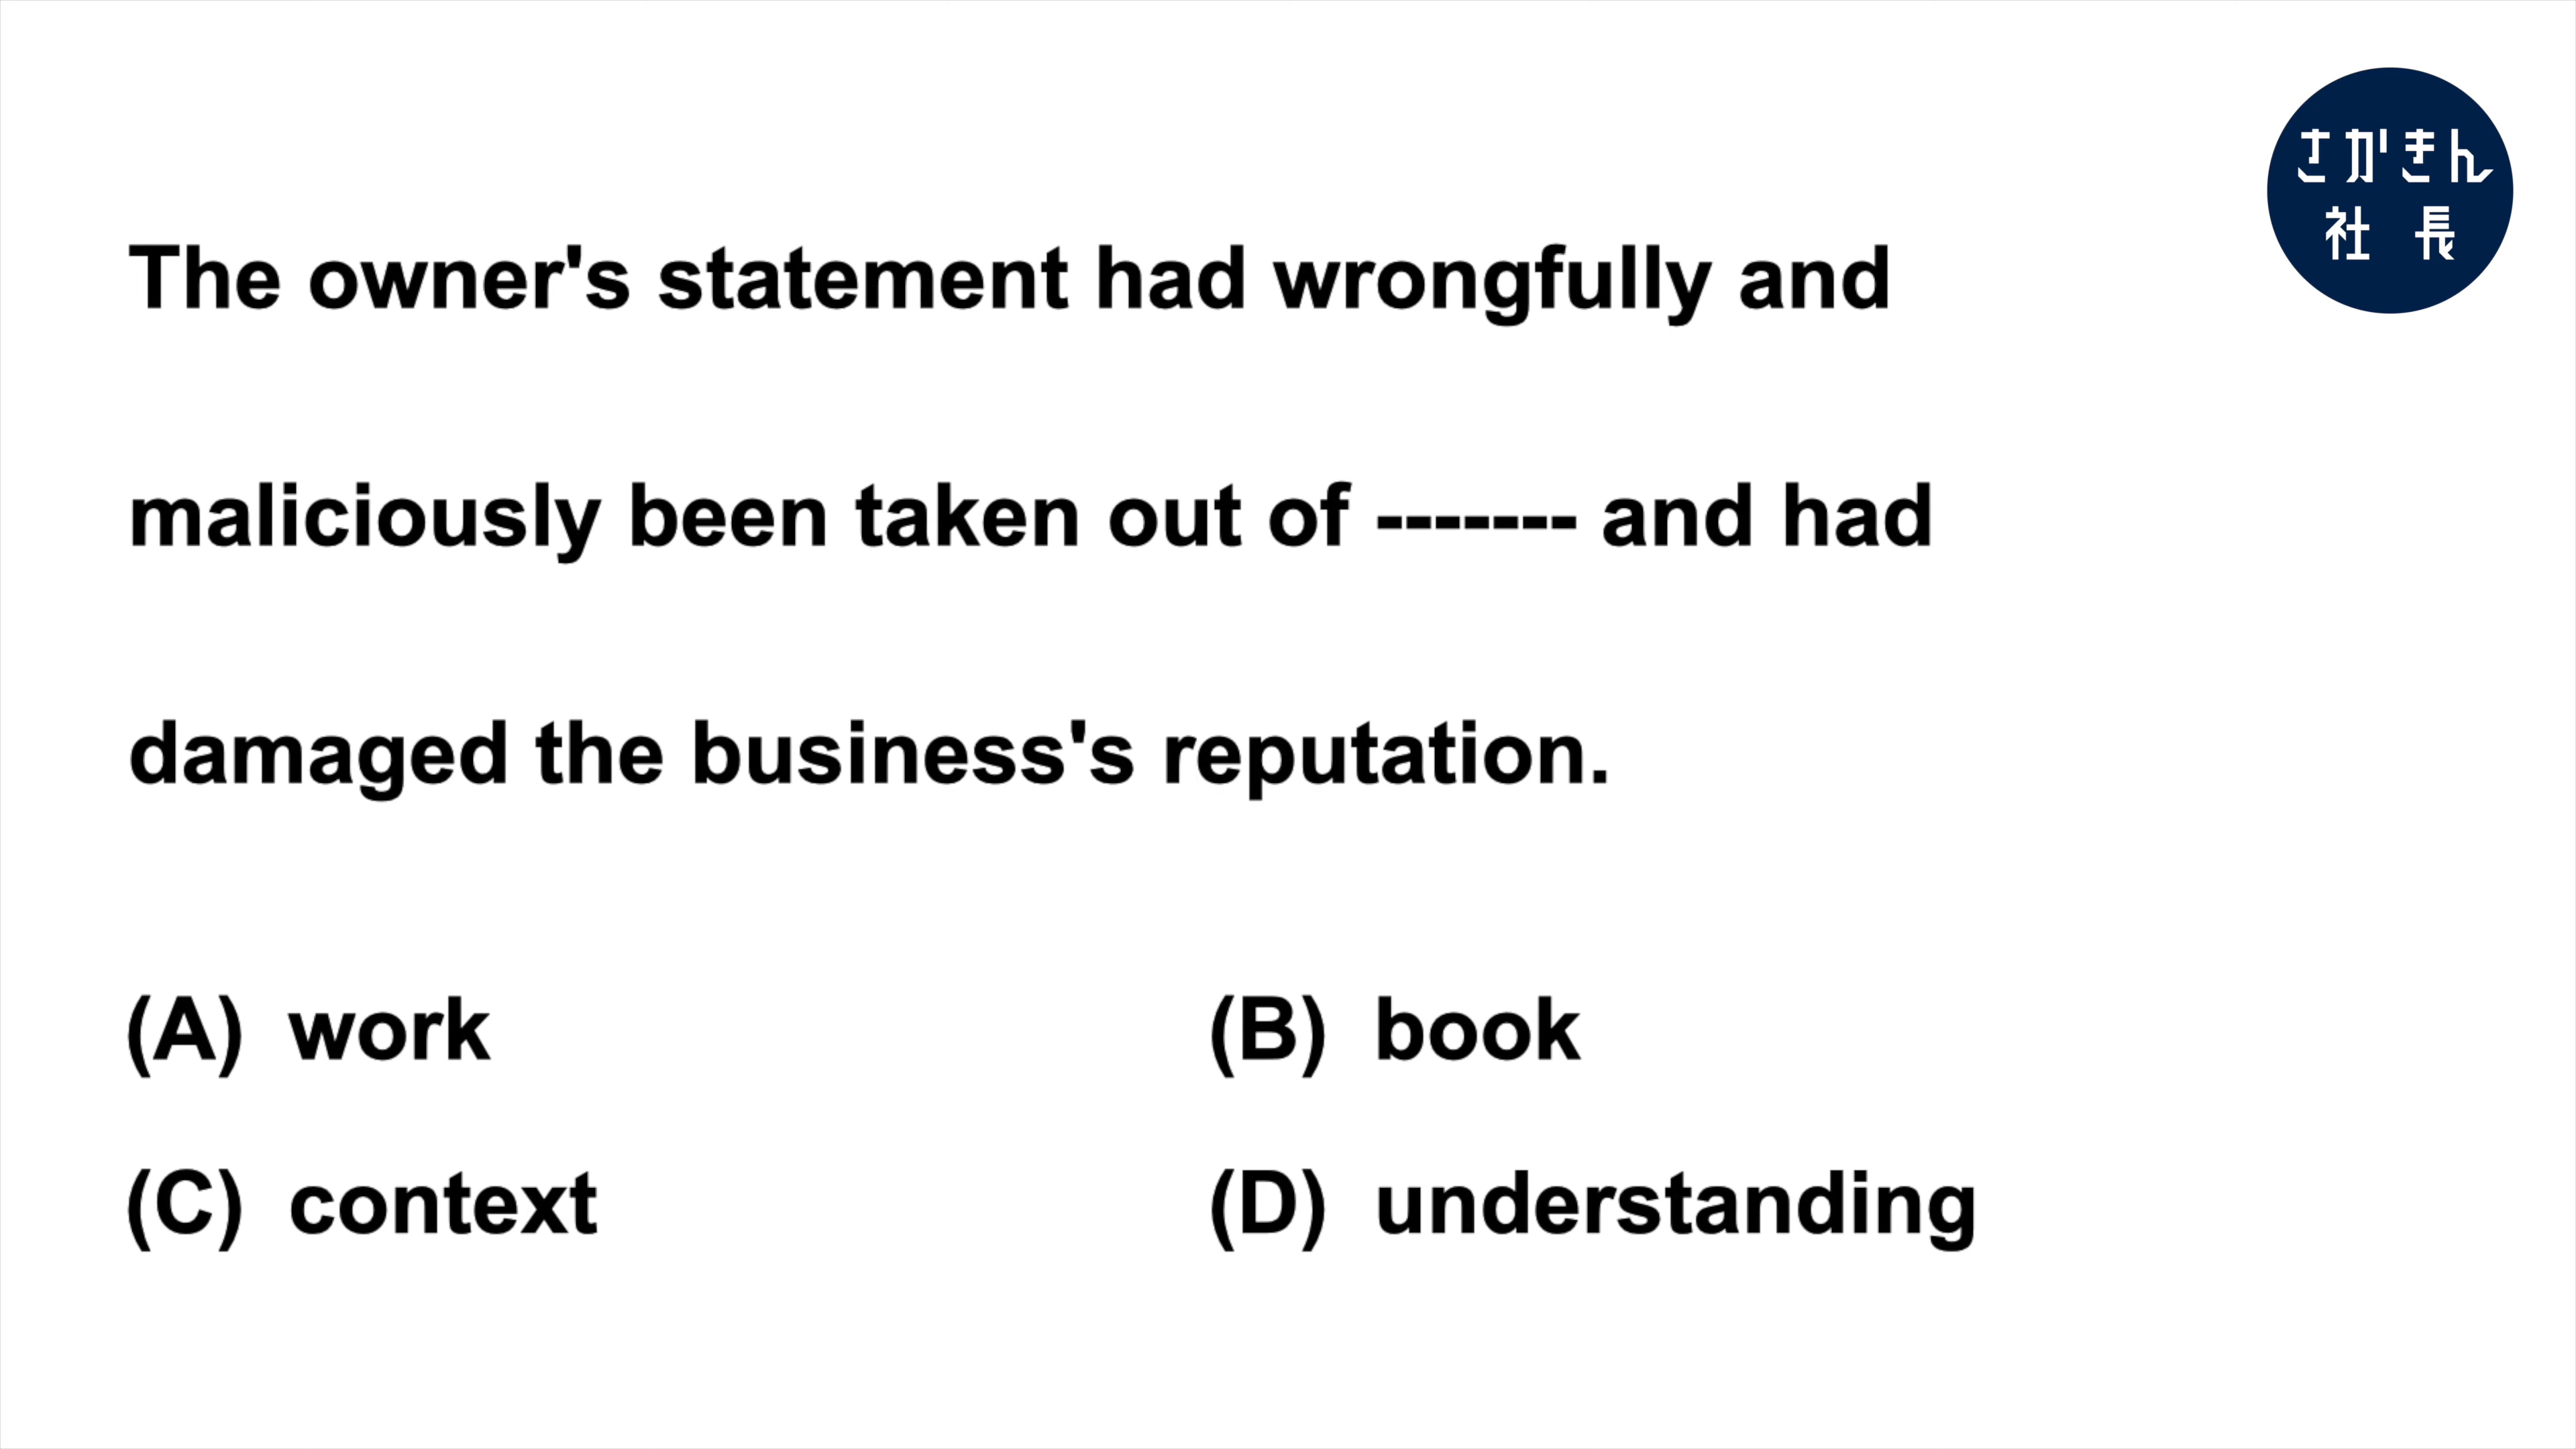 さかきん
社長
The owner's statement had wrongfully and
maliciously been taken out of ------- and had
damaged the business's reputation.
(A) work
(B) book
(C) context
(D) understanding